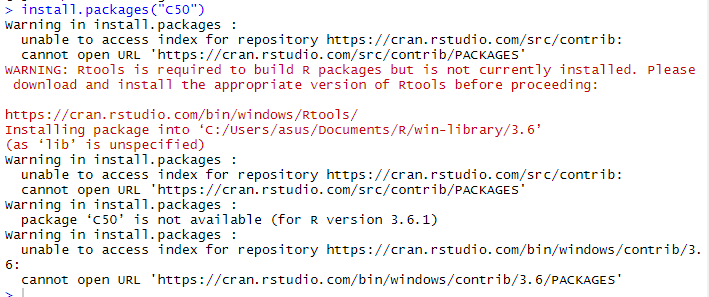 > install.packages("C50")
Warning in install.packages :
  unable to access index for repository https://cran.rstudio.com/src/contrib:
  cannot open URL 'https://cran.rstudio.com/src/contrib/PACKAGES'
WARNING: Rtools is required to build R packages but is not currently installed. Please
 download and install the appropriate version of Rtools before proceeding:

https://cran.rstudio.com/bin/windows/Rtools/
Installing package into ‘C:/Users/asus/Documents/R/win-library/3.6’
(as ‘lib’ is unspecified)
Warning in install.packages :
  unable to access index for repository https://cran.rstudio.com/src/contrib:
  cannot open URL 'https://cran.rstudio.com/src/contrib/PACKAGES'
Warning in install.packages :
  package ‘C50’ is not available (for R version 3.6.1)
Warning in install.packages :
  unable to access index for repository https://cran.rstudio.com/bin/windows/contrib/3.
6:
  cannot open URL 'https://cran.rstudio.com/bin/windows/contrib/3.6/PACKAGES'
>